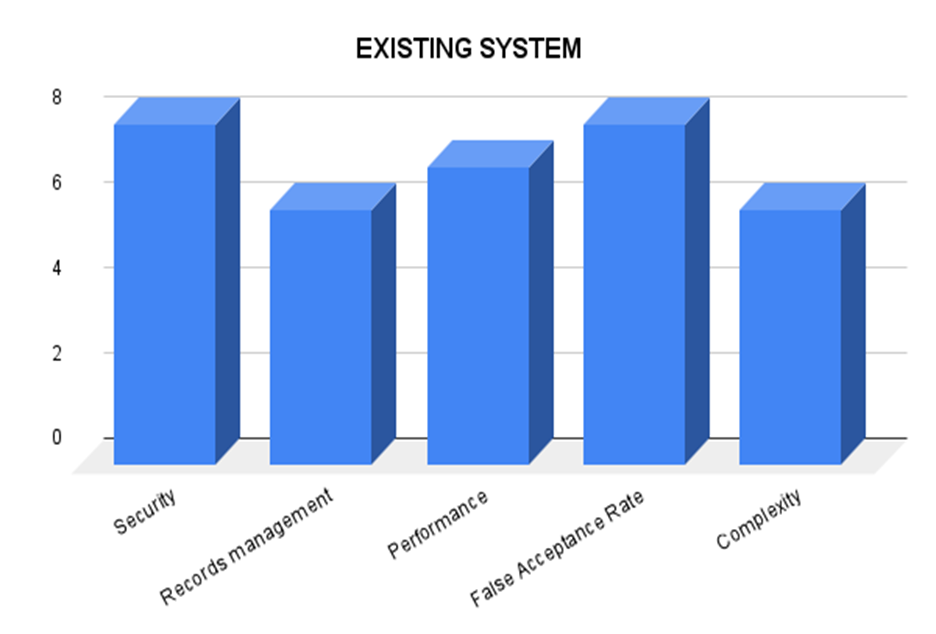 EXISTING SYSTEM
8
6
4
2
0
Security
Records management
Performance
False Acceptance Rate
Complexity